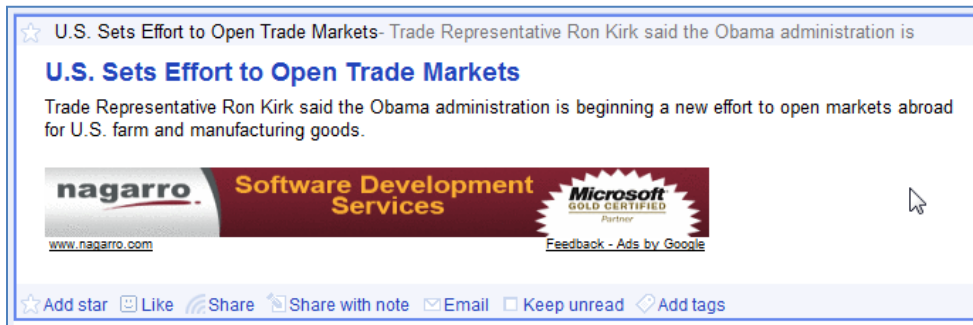 U.S. Sets Effort to Open Trade Markets- Trade Representative Ron Kirk said the Obama administration is
U.S. Sets Effort to Open Trade Markets
Trade Representative Ron Kirk said the Obama administration is beginning a new effort to open markets abroad
for U.S. farm and manufacturing goods.
nagarro
Software Development
Services
Microsoft
GOLD CERTIFIED
Partner
www.nagarro.com
Feedback - Ads by Google
Add star Like Share Share with note Email Keep unread Add tags